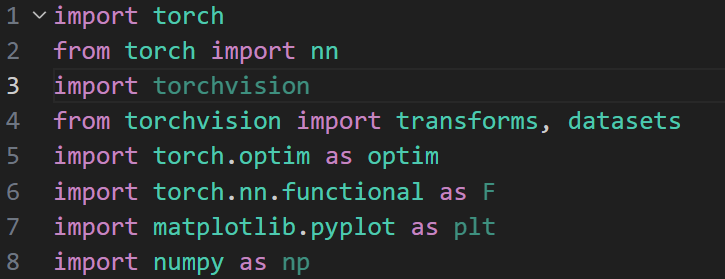 1 import torch
2 from torch import nn
3 import torchvision
4 from torchvision import transforms, datasets
5 import torch.optim as optim
6 import torch.nn.functional as F
7 import matplotlib.pyplot as plt
8 import numpy as np